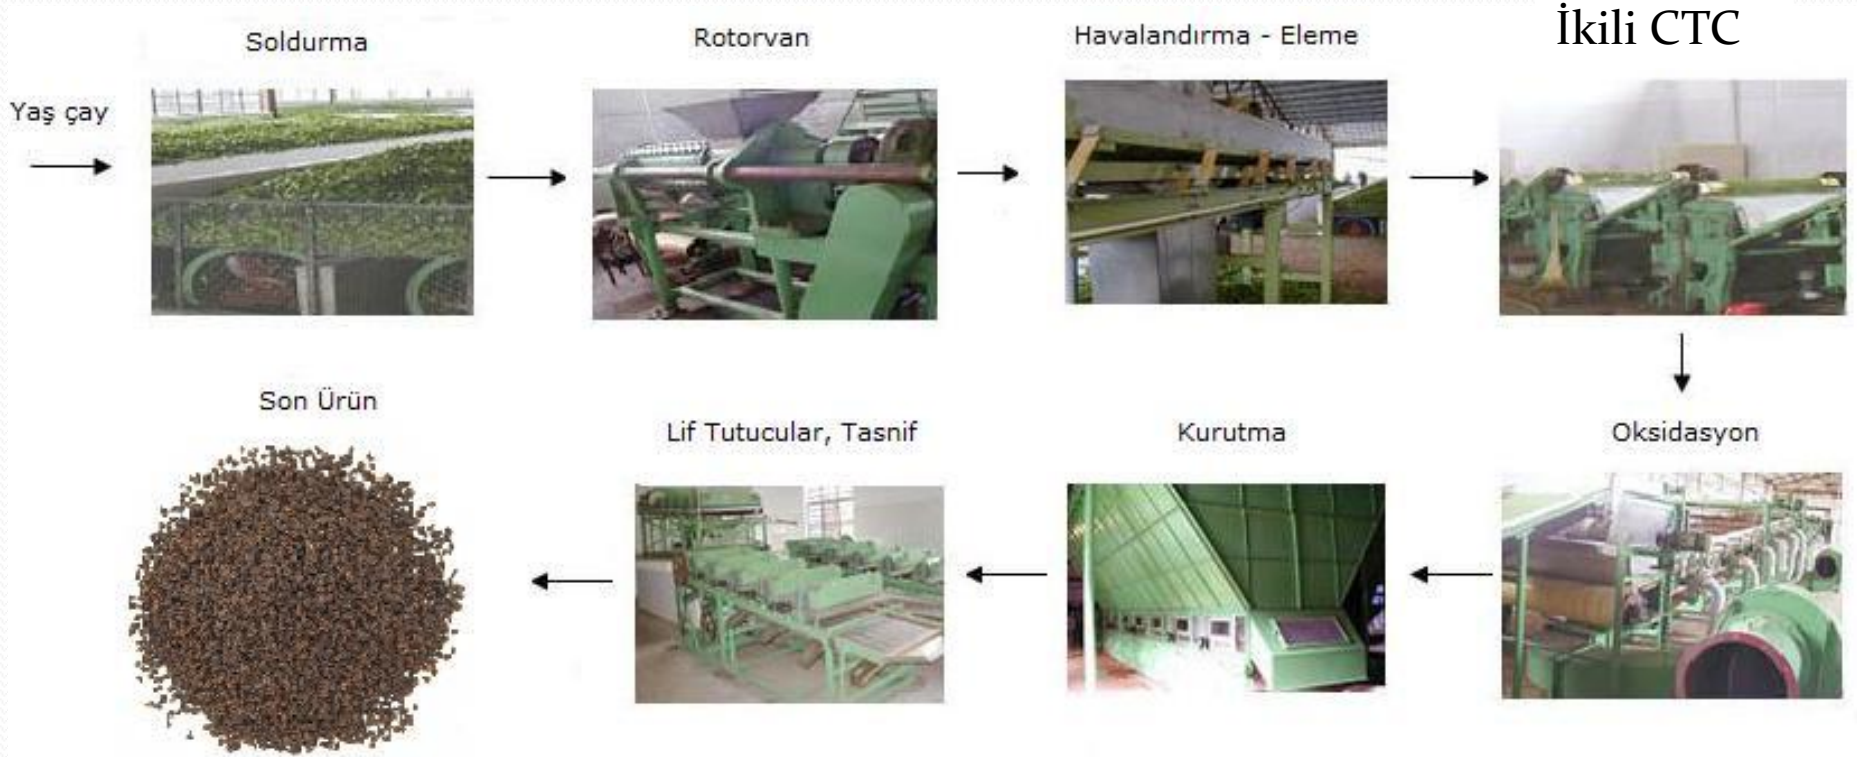 İkili CTC
Soldurma
Rotorvan
Havalandırma - Eleme
Yaş çay
Son Ürün
Lif Tutucular, Tasnif
Kurutma
Oksidasyon